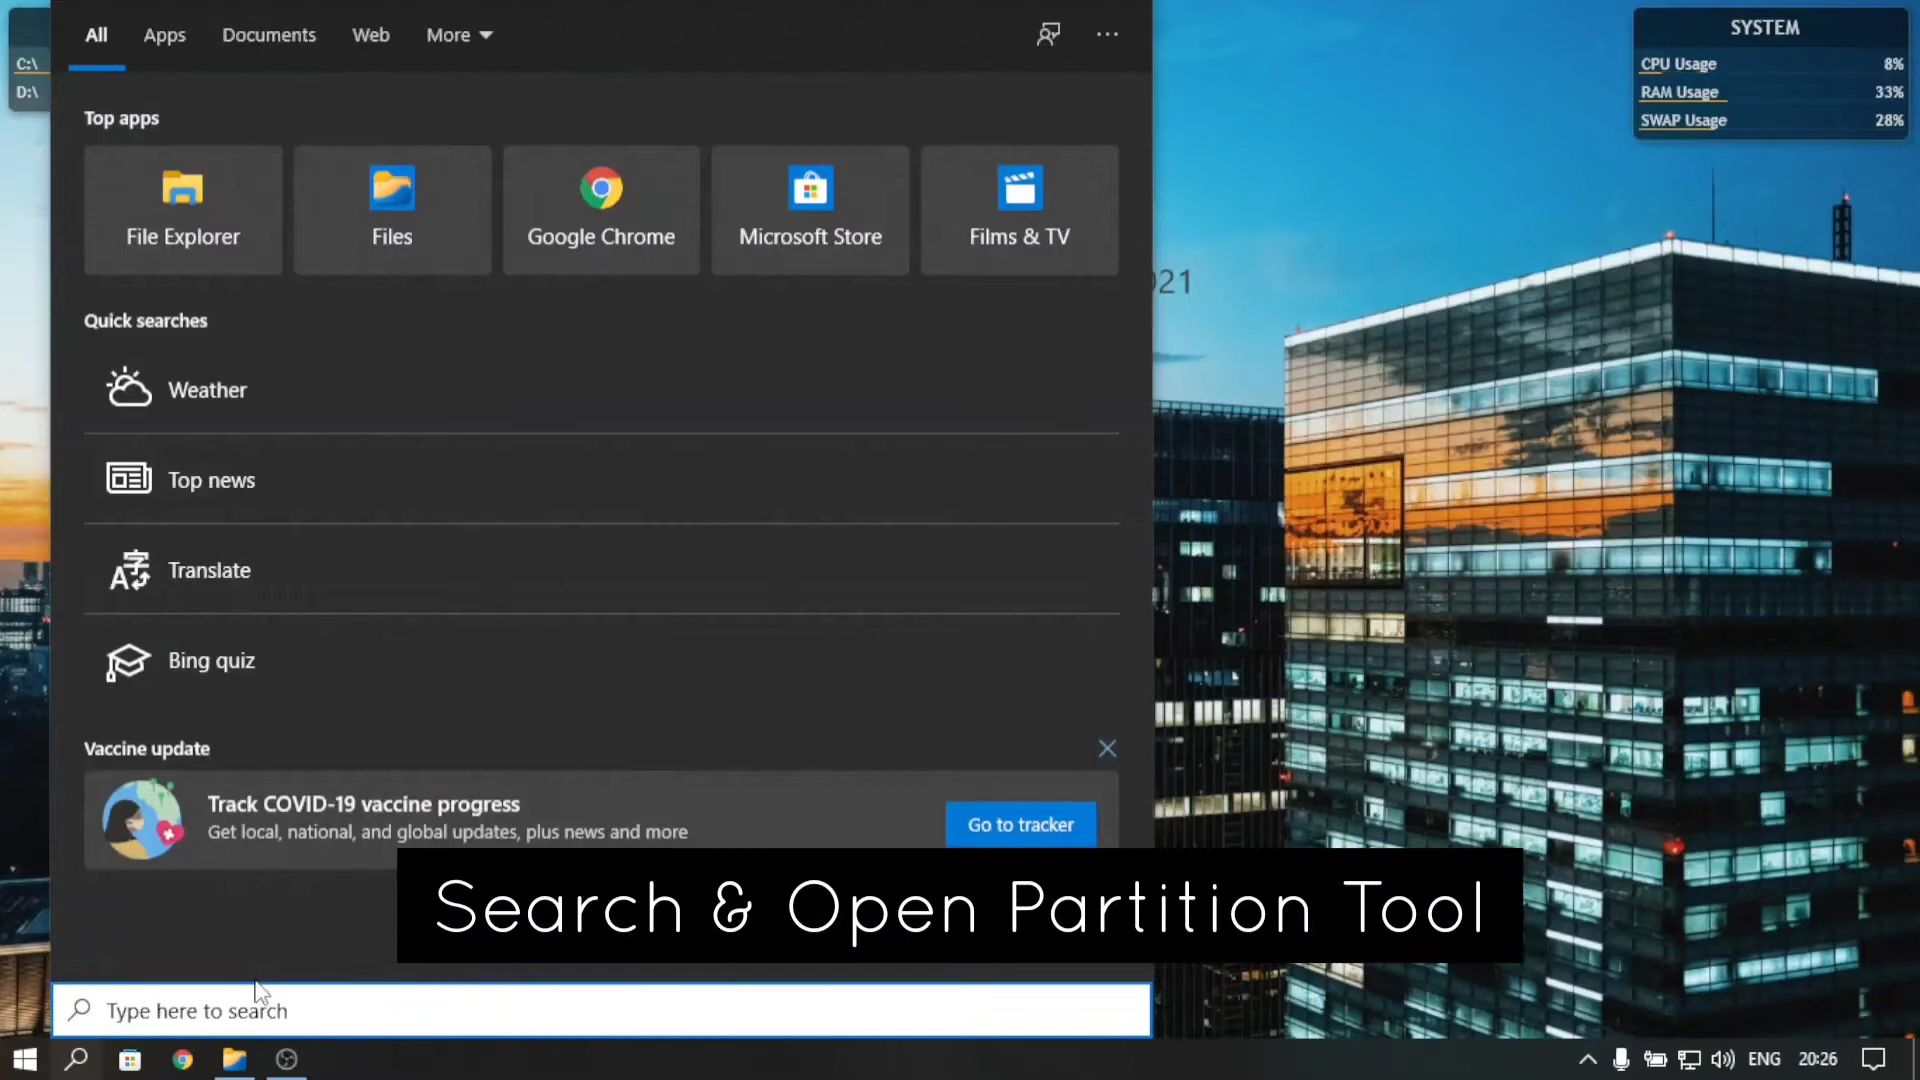 All
Apps
Documents
Web
More
C:\
D:\
Top apps
File Explorer
Files
Google Chrome
Microsoft Store
Films & TV
Quick searches
Weather
Top news
Translate
Bing quiz
Vaccine update
Track COVID-19 vaccine progress
Get local, national, and global updates, plus news and more
Go to tracker
Search & Open Partition Tool
Type here to search
SYSTEM
CPU Usage 8%
RAM Usage 33%
SWAP Usage 28%
021
ENG
20:26